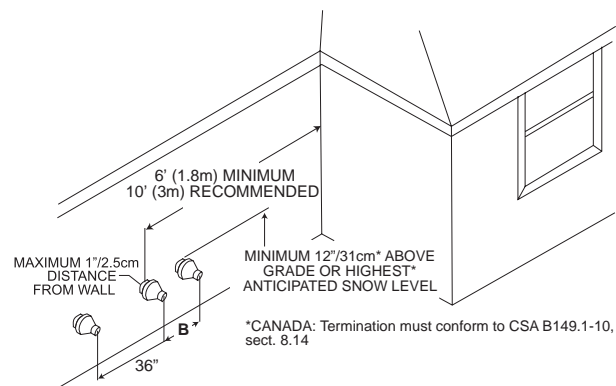 6' (1.8m) MINIMUM
10' (3m) RECOMMENDED
MAXIMUM 1"/2.5cm
DISTANCE
FROM WALL
MINIMUM 12"/31cm* ABOVE
GRADE OR HIGHEST*
ANTICIPATED SNOW LEVEL
B
36"
*CANADA: Termination must conform to CSA B149.1-10,
sect. 8.14